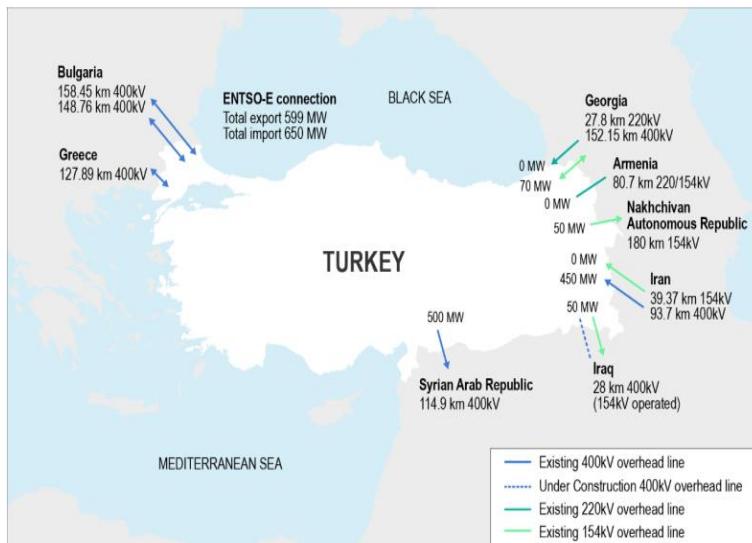 Bulgaria
158.45 km 400kV
148.76 km 400kV
Greece
127.89 km 400kV
ENTSO-E connection
Total export 599 MW
Total import 650 MW
BLACK SEA
Georgia
27.8 km 220kV
152.15 km 400kV
0 MW
70 MW
Armenia
80.7 km 220/154kV
0 MW
Nakhchivan
Autonomous Republic
180 km 154kV
50 MW
TURKEY
0 MW
450 MW
Iran
39.37 km 154kV
93.7 km 400kV
50 MW
Iraq
28 km 400kV
(154kV operated)
500 MW
Syrian Arab Republic
114.9 km 400kV
MEDITERRANEAN SEA
Existing 400kV overhead line
Under Construction 400kV overhead line
Existing 220kV overhead line
Existing 154kV overhead line